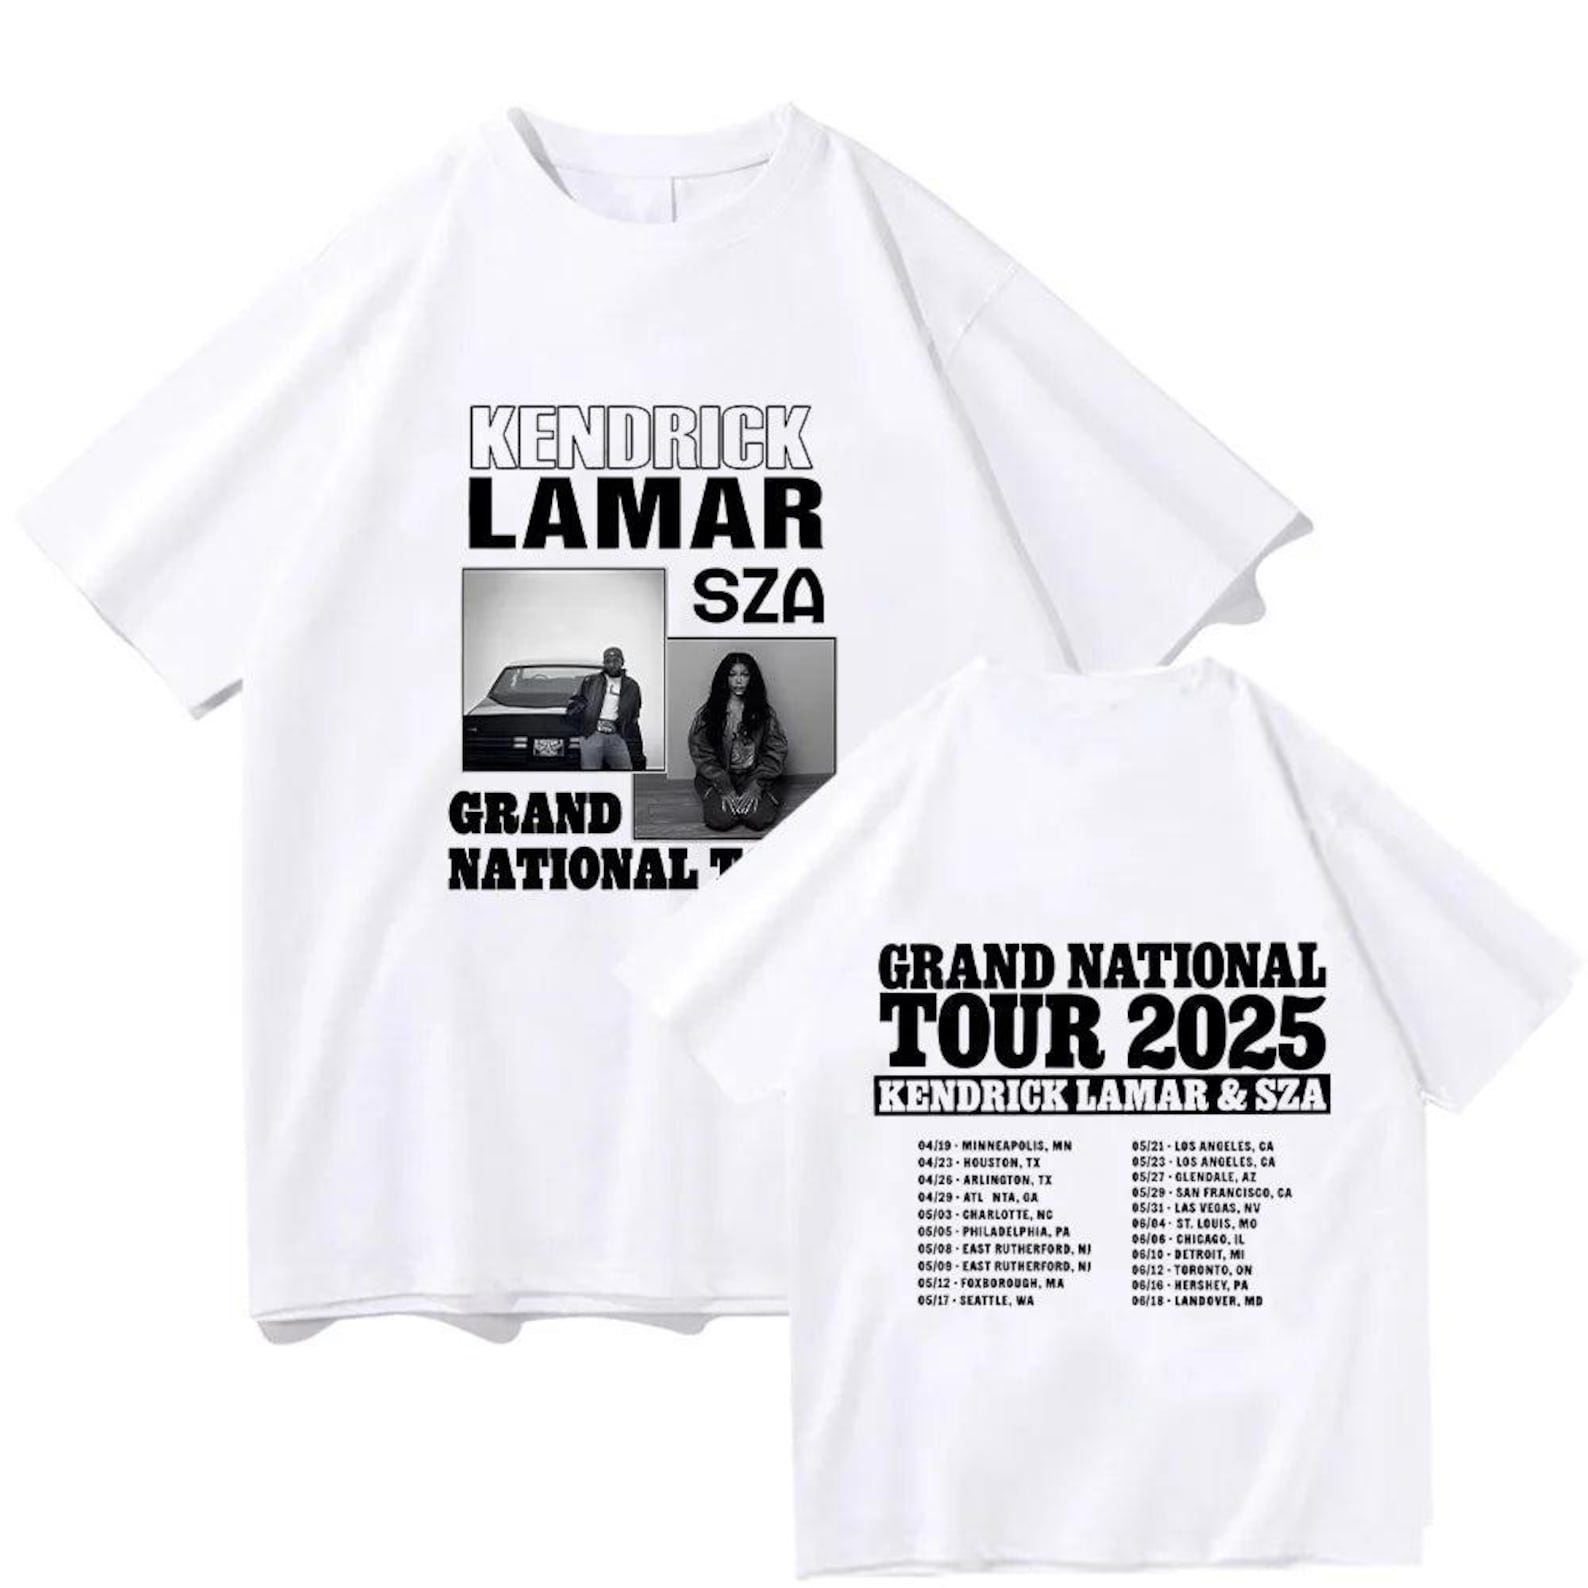 KENDRICK
LAMAR
SZA
GRAND
NATIONAL T
GRAND NATIONAL
TOUR 2025
KENDRICK LAMAR & SZA
04/19 - MINNEAPOLIS, MN
04/23 - HOUSTON, TX
04/26 - ARLINGTON, TX
04/29 - ATL NTA, GA
05/03 - CHARLOTTE, NC
05/05 - PHILADELPHIA, PA
05/08 - EAST RUTHERFORD, NJ
05/09 - EAST RUTHERFORD, NJ
05/12 - FOXBOROUGH, MA
05/17 - SEATTLE, WA
05/21 - LOS ANGELES, CA
05/23 - LOS ANGELES, CA
05/27 - GLENDALE, AZ
05/29 - SAN FRANCISCO, CA
05/31 - LAS VEGAS, NV
06/04 - ST. LOUIS, MO
06/06 - CHICAGO, IL
06/10 - DETROIT, MI
06/12 - TORONTO, ON
06/16 - HERSHEY, PA
06/18 - LANDOVER, MD